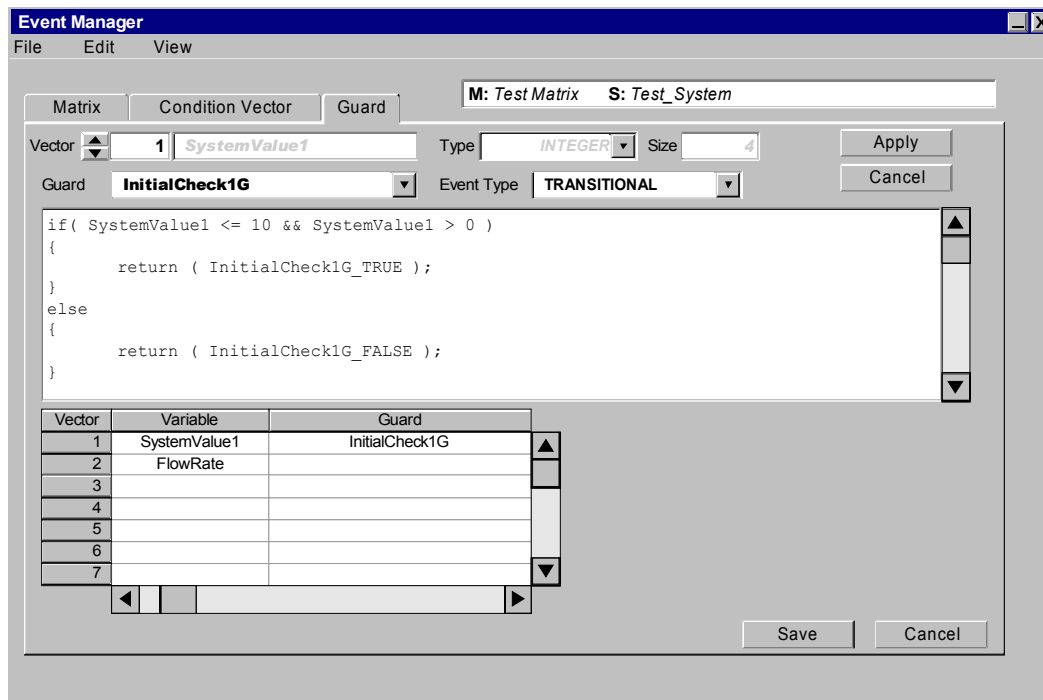 Event Manager
File Edit View
M: Test Matrix S: Test_System
Matrix Condition Vector Guard
Vector 1 SystemValue1 Type INTEGER Size 4 Apply
Guard InitialCheck1G Event Type TRANSITIONAL Cancel
if( SystemValue1 <= 10 && SystemValue1 > 0 )
{
return ( InitialCheck1G_TRUE );
}
else
{
return ( InitialCheck1G_FALSE );
}
Vector Variable Guard
1 SystemValue1 InitialCheck1G
2 FlowRate
3
4
5
6
7
Save Cancel